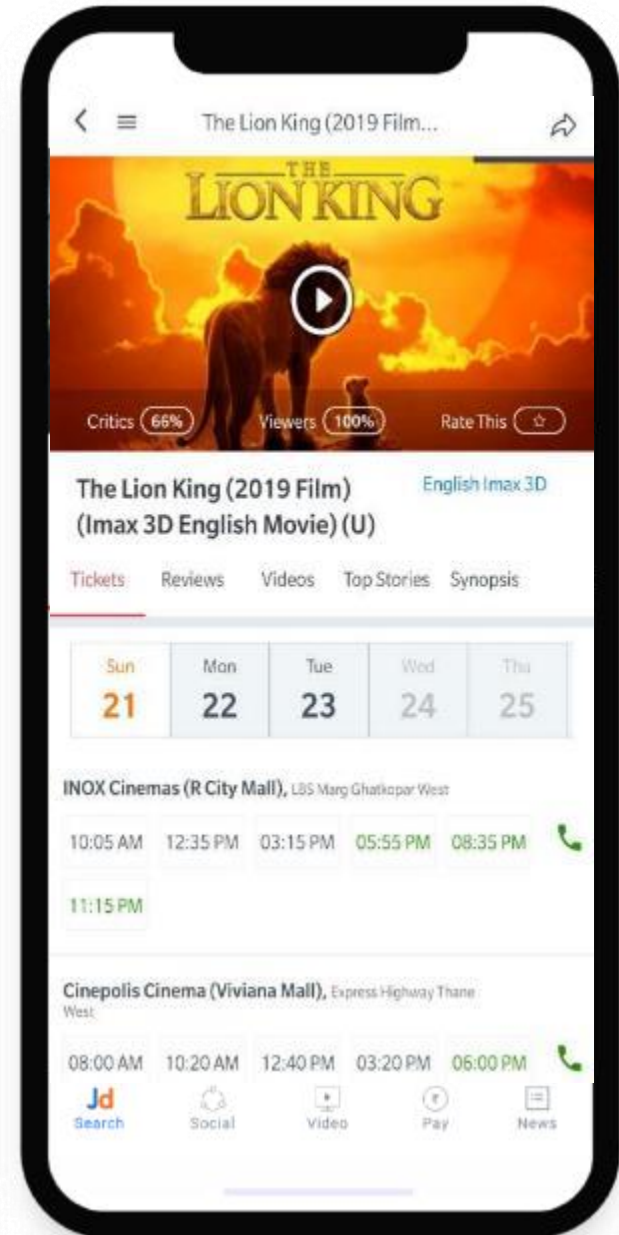 The Lion King (2019 Film...
THE
LION KING
Critics 66% Viewers 100% Rate This
The Lion King (2019 Film) English Imax 3D
(Imax 3D English Movie) (U)
Tickets Reviews Videos Top Stories Synopsis
Sun Mon Tue Wed Thu
21 22 23 24 25
INOX Cinemas (R City Mall), LBS Marg Ghatkopar West
10:05 AM 12:35 PM 03:15 PM 05:55 PM 08:35 PM
11:15 PM
Cinepolis Cinema (Viviana Mall), Express Highway Thane
West
08:00 AM 10:20 AM 12:40 PM 03:20 PM 06:00 PM
Jd
Search Social Video Pay News